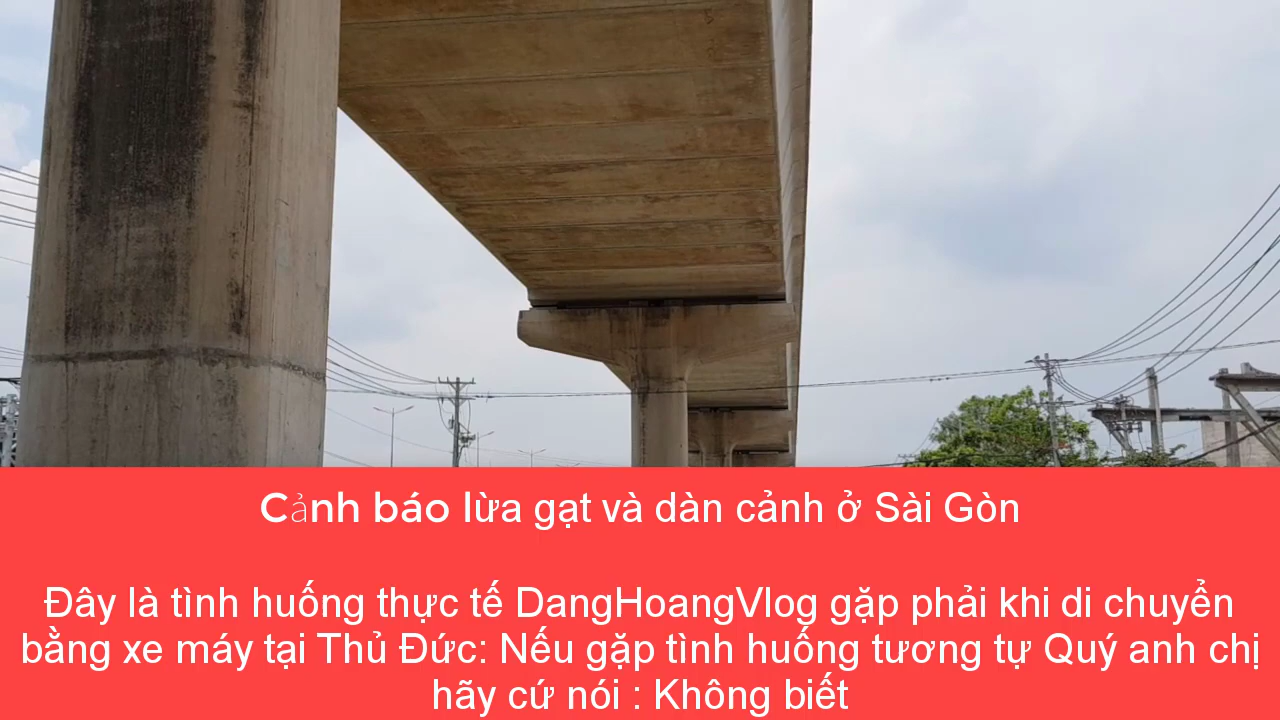 Cảnh báo lừa gạt và dàn cảnh ở Sài Gòn
Đây là tình huống thực tế DangHoangVlog gặp phải khi di chuyển
bằng xe máy tại Thủ Đức: Nếu gặp tình huống tương tự Quý anh chị
hãy cứ nói : Không biết